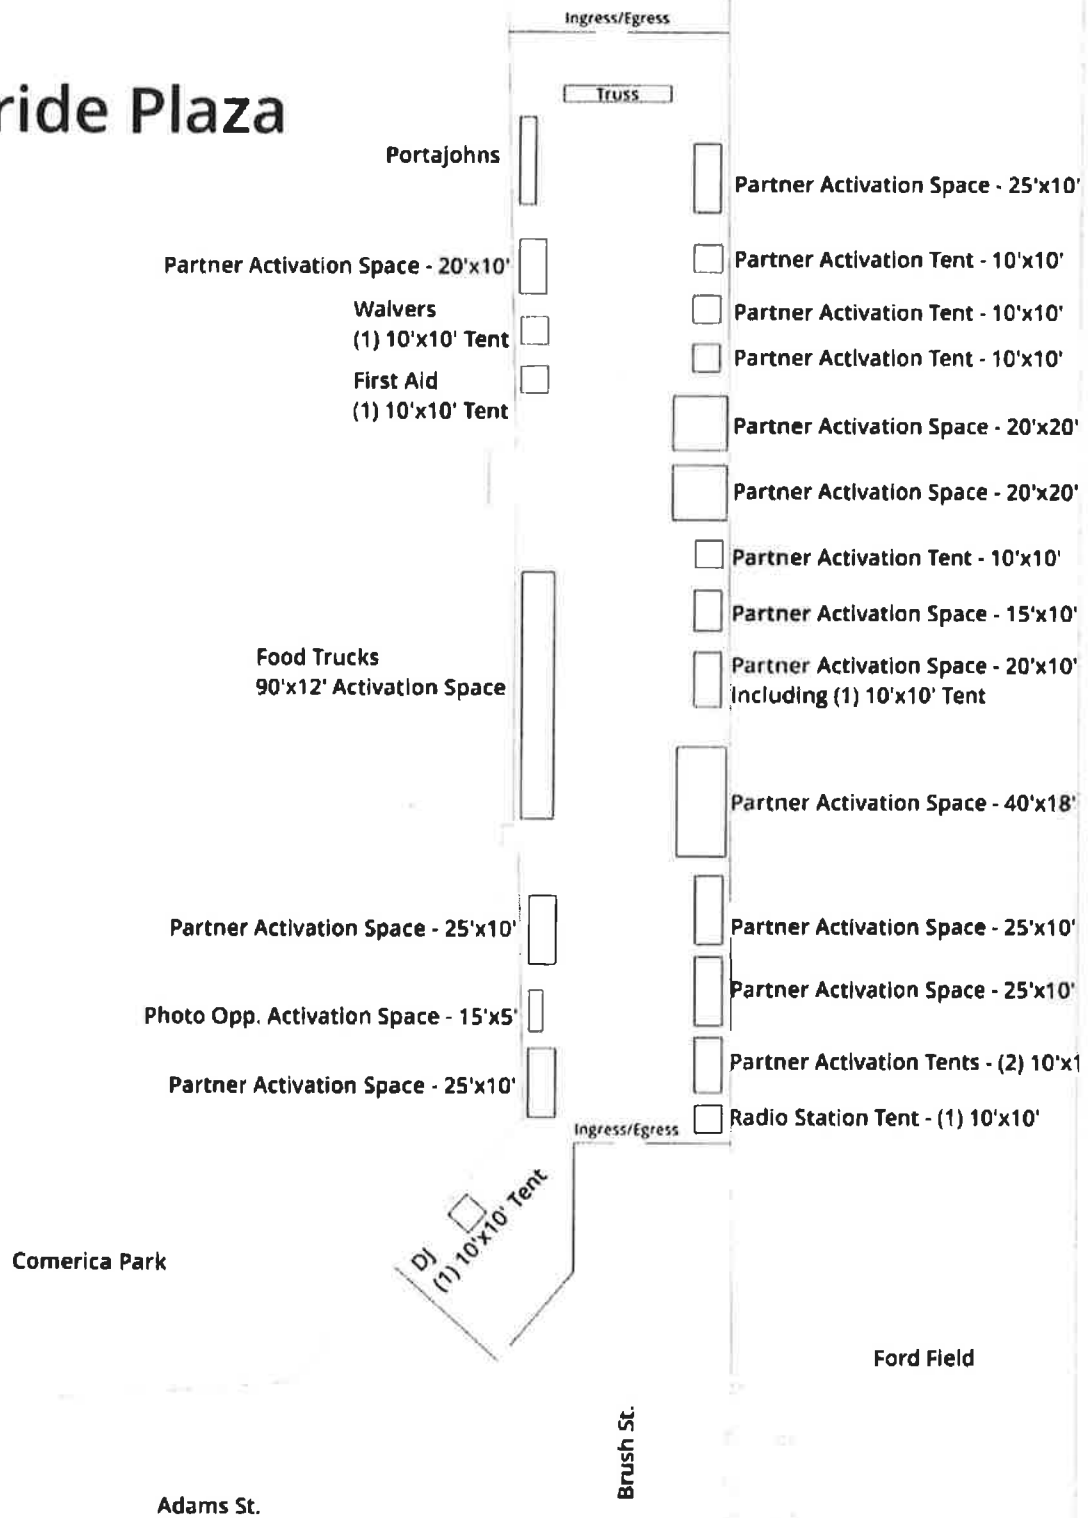 Ingress/Egress
Truss
ride Plaza
Portajohns
Partner Activation Space - 25'x10'
Partner Activation Space - 20'x10'
Partner Activation Tent - 10'x10'
Waivers
(1) 10'x10' Tent
Partner Activation Tent - 10'x10'
First Aid
(1) 10'x10' Tent
Partner Activation Tent - 10'x10'
Partner Activation Space - 20'x20'
Partner Activation Space - 20'x20'
Partner Activation Tent - 10'x10'
Partner Activation Space - 15'x10'
Food Trucks
90'x12' Activation Space
Partner Activation Space - 20'x10'
Including (1) 10'x10' Tent
Partner Activation Space - 40'x18'
Partner Activation Space - 25'x10'
Partner Activation Space - 25'x10'
Partner Activation Space - 25'x10'
Photo Opp. Activation Space - 15'x5'
Partner Activation Space - 25'x10'
Partner Activation Tents - (2) 10'x1
Radio Station Tent - (1) 10'x10'
Ingress/Egress
DJ
(1) 10'x10' Tent
Comerica Park
Ford Field
Brush St.
Adams St.